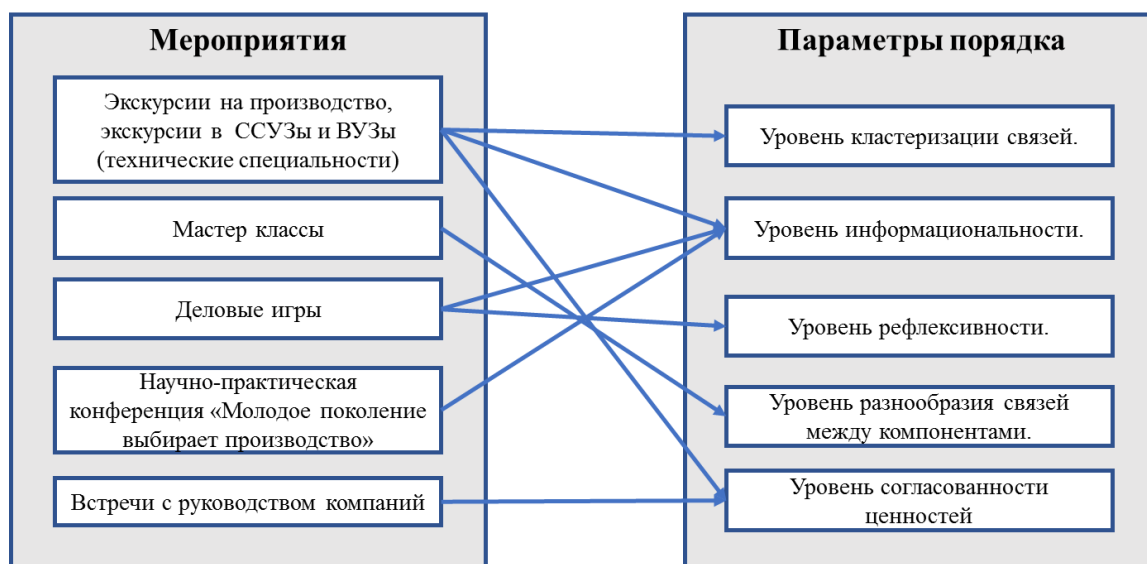 Мероприятия
Экскурсии на производство,
экскурсии в ССУЗы и ВУЗы
(технические специальности)
Мастер классы
Деловые игры
Научно-практическая
конференция «Молодое поколение
выбирает производство»
Встречи с руководством компаний
Параметры порядка
Уровень кластеризации связей.
Уровень информациональности.
Уровень рефлексивности.
Уровень разнообразия связей
между компонентами.
Уровень согласованности
ценностей